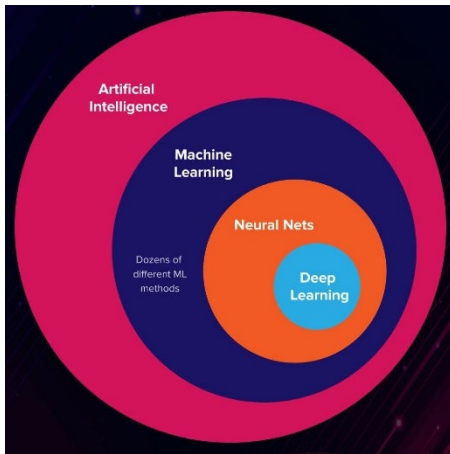 Artificial
Intelligence
Machine
Learning
Neural Nets
Dozens of
different ML
methods
Deep
Learning